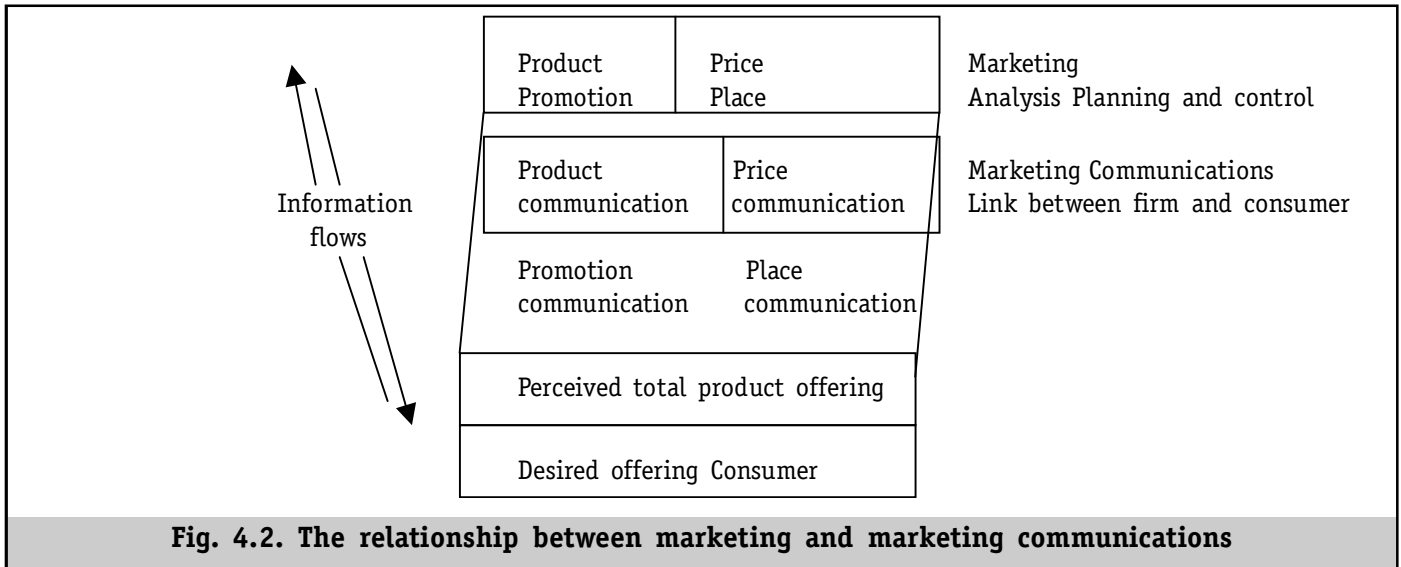 Product Price Marketing
Promotion Place Analysis Planning and control
Product Price Marketing Communications
communication communication Link between firm and consumer
Information
flows
Promotion Place
communication communication
Perceived total product offering
Desired offering Consumer
Fig. 4.2. The relationship between marketing and marketing communications